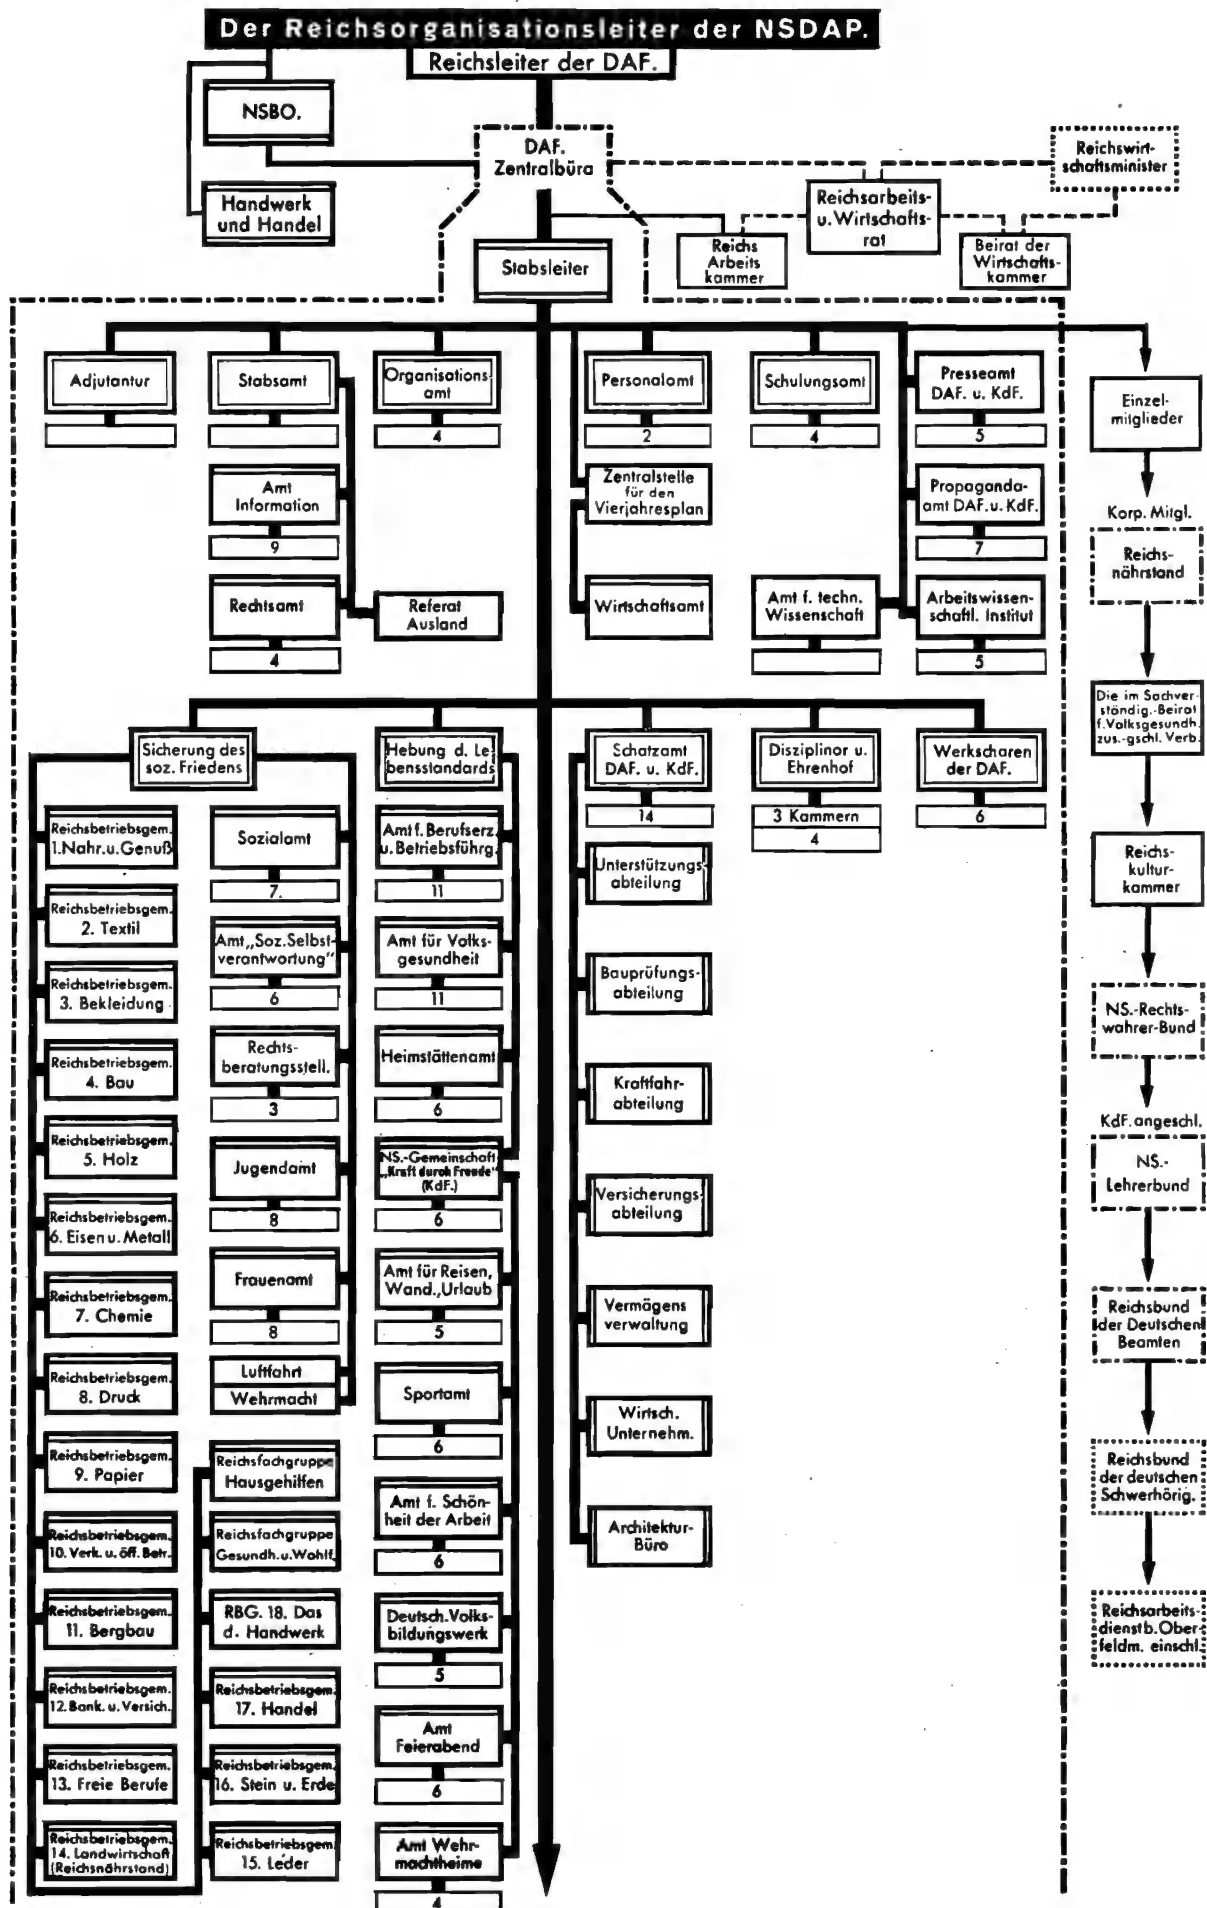 Der Reichsorganisationsleiter der NSDAP.
Reichsleiter der DAF.
NSBO.
Handwerk
und Handel
DAF.
Zentralbüra
Reichswirt-
schaftsminister
Reichsarbeits-
u. Wirtschafts-
rat
Reichs
Arbeits
kammer
Beirat der
Wirtschafts-
kammer
Stabsleiter
Adjutantur
Stabsamt
Organisations-
amt
4
Personalamt
2
Schulungsamt
4
Presseamt
DAF. u. KdF.
5
Einzel-
mitglieder
Amt
Information
9
Zentralstelle
für den
Vierjahresplan
Propaganda-
amt DAF. u. KdF.
7
Korp. Mitgl.
Reichs-
nährstand
Rechtsamt
4
Referat
Ausland
Wirtschaftsamt
Amt f. techn.
Wissenschaft
Arbeitswissen-
schaftl. Institut
5
Die im Sachver-
ständig.-Beirat
f. Volksgesundh.
zus.-gschl. Verb.
Sicherung des
soz. Friedens
Hebung d. Le-
bensstandards
Schatzamt
DAF. u. KdF.
14
Disziplinar u.
Ehrenhof
3 Kammern
4
Werkscharen
der DAF.
6
Reichsbetriebsgem.
1. Nahr. u. Genuß
Reichsbetriebsgem.
2. Textil
Reichsbetriebsgem.
3. Bekleidung
Reichsbetriebsgem.
4. Bau
Reichsbetriebsgem.
5. Holz
Reichsbetriebsgem.
6. Eisen u. Metall
Reichsbetriebsgem.
7. Chemie
Reichsbetriebsgem.
8. Druck
Reichsbetriebsgem.
9. Papier
Reichsbetriebsgem.
10. Verk. u. öff. Betr.
Reichsbetriebsgem.
11. Bergbau
Reichsbetriebsgem.
12. Bank. u. Versich.
Reichsbetriebsgem.
13. Freie Berufe
Reichsbetriebsgem.
14. Landwirtschaft
(Reichsnährstand)
Sozialamt
7.
Amt „Soz. Selbst-
verantwortung"
6
Rechts-
beratungsstell.
3
Jugendamt
8
Frauenamt
8
Luftfahrt
Wehrmacht
Reichsfachgruppe
Hausgehilfen
Reichsfachgruppe
Gesundh. u. Wohlf.
RBG. 18. Das
d. Handwerk
Reichsbetriebsgem.
17. Handel
Reichsbetriebsgem.
16. Stein u. Erde
Reichsbetriebsgem.
15. Leder
Amt f. Berufserz.
u. Betriebsführg.
11
Amt für Volks-
gesundheit
11
Heimstättenamt
6
NS.-Gemeinschaft
„Kraft durch Freude"
(KdF.)
6
Amt für Reisen,
Wand., Urlaub
5
Sportamt
6
Amt f. Schön-
heit der Arbeit
6
Deutsch. Volks-
bildungswerk
5
Amt
Feierabend
6
Amt Wehr-
machtheime
4
Unterstützungs-
abteilung
Bauprüfungs-
abteilung
Kraftfahr-
abteilung
Versicherungs-
abteilung
Vermögens
verwaltung
Wirtsch.
Unternehm.
Architektur-
Büro
Reichs-
kultur-
kammer
NS.-Rechts-
wahrer-Bund
KdF. angeschl.
NS.-
Lehrerbund
Reichsbund
der Deutschen
Beamten
Reichsbund
der deutschen
Schwerhörig.
Reichsarbeits-
dienst b. Ober-
feldm. einschl.